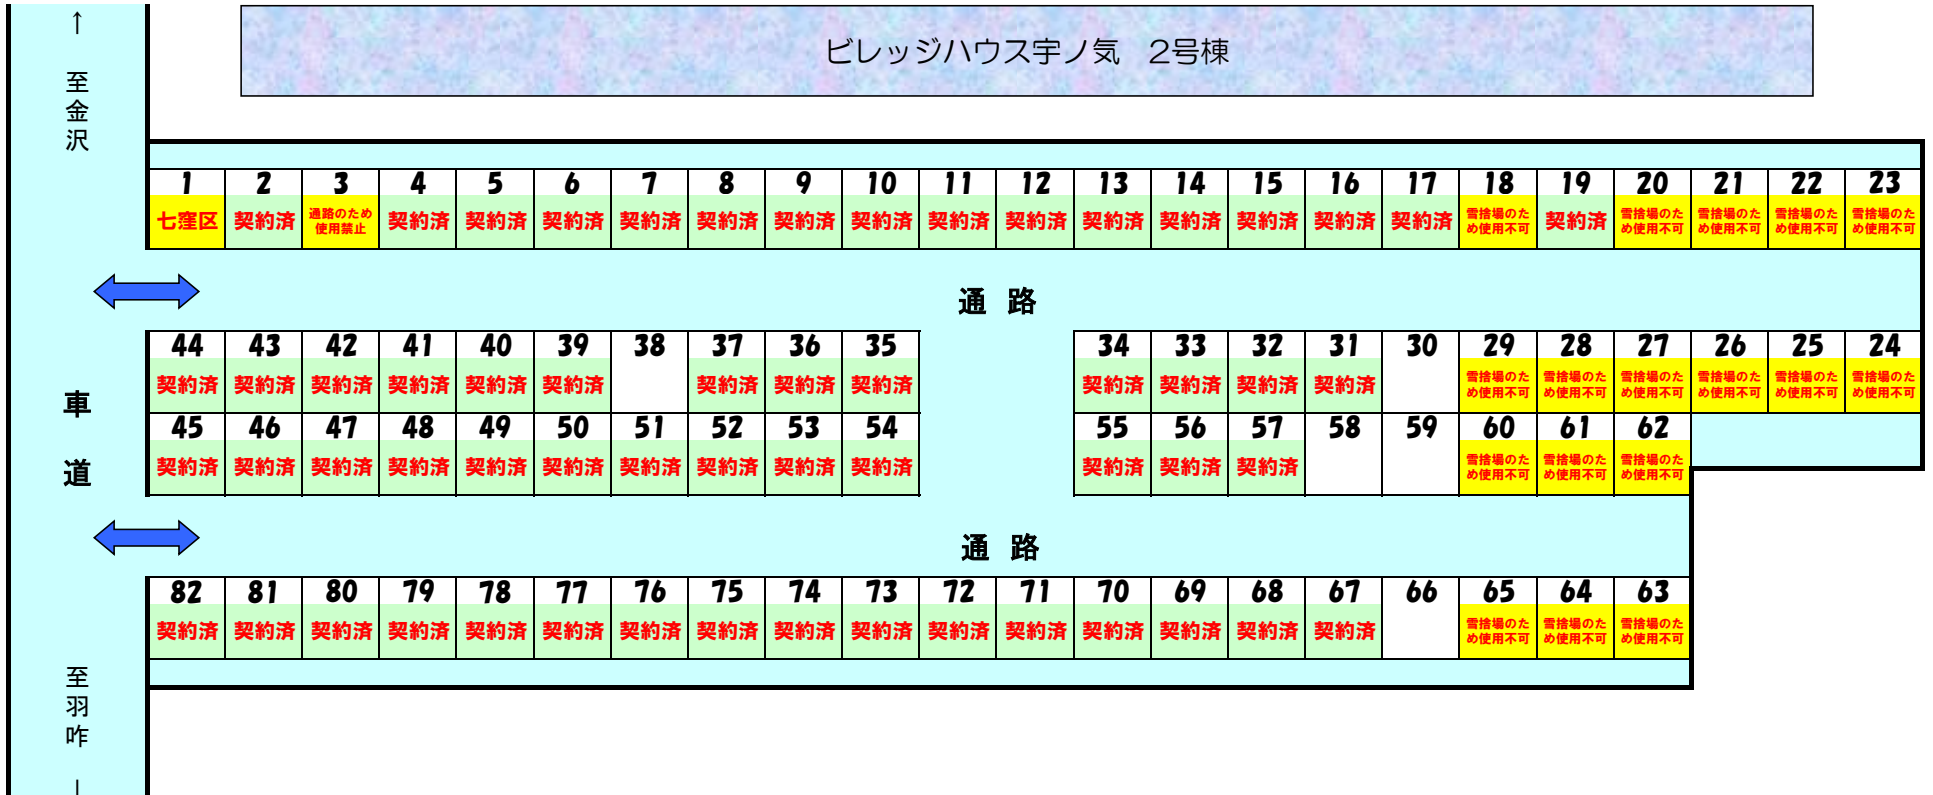 ↑
至
金
沢
ビレッジハウス宇ノ気 2号棟
1 2 3 4 5 6 7 8 9 10 11 12 13 14 15 16 17 18 19 20 21 22 23
七窪区 契約済 通路のため使用禁止 契約済 契約済 契約済 契約済 契約済 契約済 契約済 契約済 契約済 契約済 契約済 契約済 契約済 契約済 雪捨場のため使用不可 契約済 雪捨場のため使用不可 雪捨場のため使用不可 雪捨場のため使用不可 雪捨場のため使用不可
通 路
44 43 42 41 40 39 38 37 36 35 34 33 32 31 30 29 28 27 26 25 24
契約済 契約済 契約済 契約済 契約済 契約済 契約済 契約済 契約済 契約済 契約済 契約済 契約済 雪捨場のため使用不可 雪捨場のため使用不可 雪捨場のため使用不可 雪捨場のため使用不可 雪捨場のため使用不可 雪捨場のため使用不可
車
道
45 46 47 48 49 50 51 52 53 54 55 56 57 58 59 60 61 62
契約済 契約済 契約済 契約済 契約済 契約済 契約済 契約済 契約済 契約済 契約済 契約済 契約済 雪捨場のため使用不可 雪捨場のため使用不可 雪捨場のため使用不可
通 路
82 81 80 79 78 77 76 75 74 73 72 71 70 69 68 67 66 65 64 63
契約済 契約済 契約済 契約済 契約済 契約済 契約済 契約済 契約済 契約済 契約済 契約済 契約済 契約済 契約済 契約済 雪捨場のため使用不可 雪捨場のため使用不可 雪捨場のため使用不可
至
羽
咋